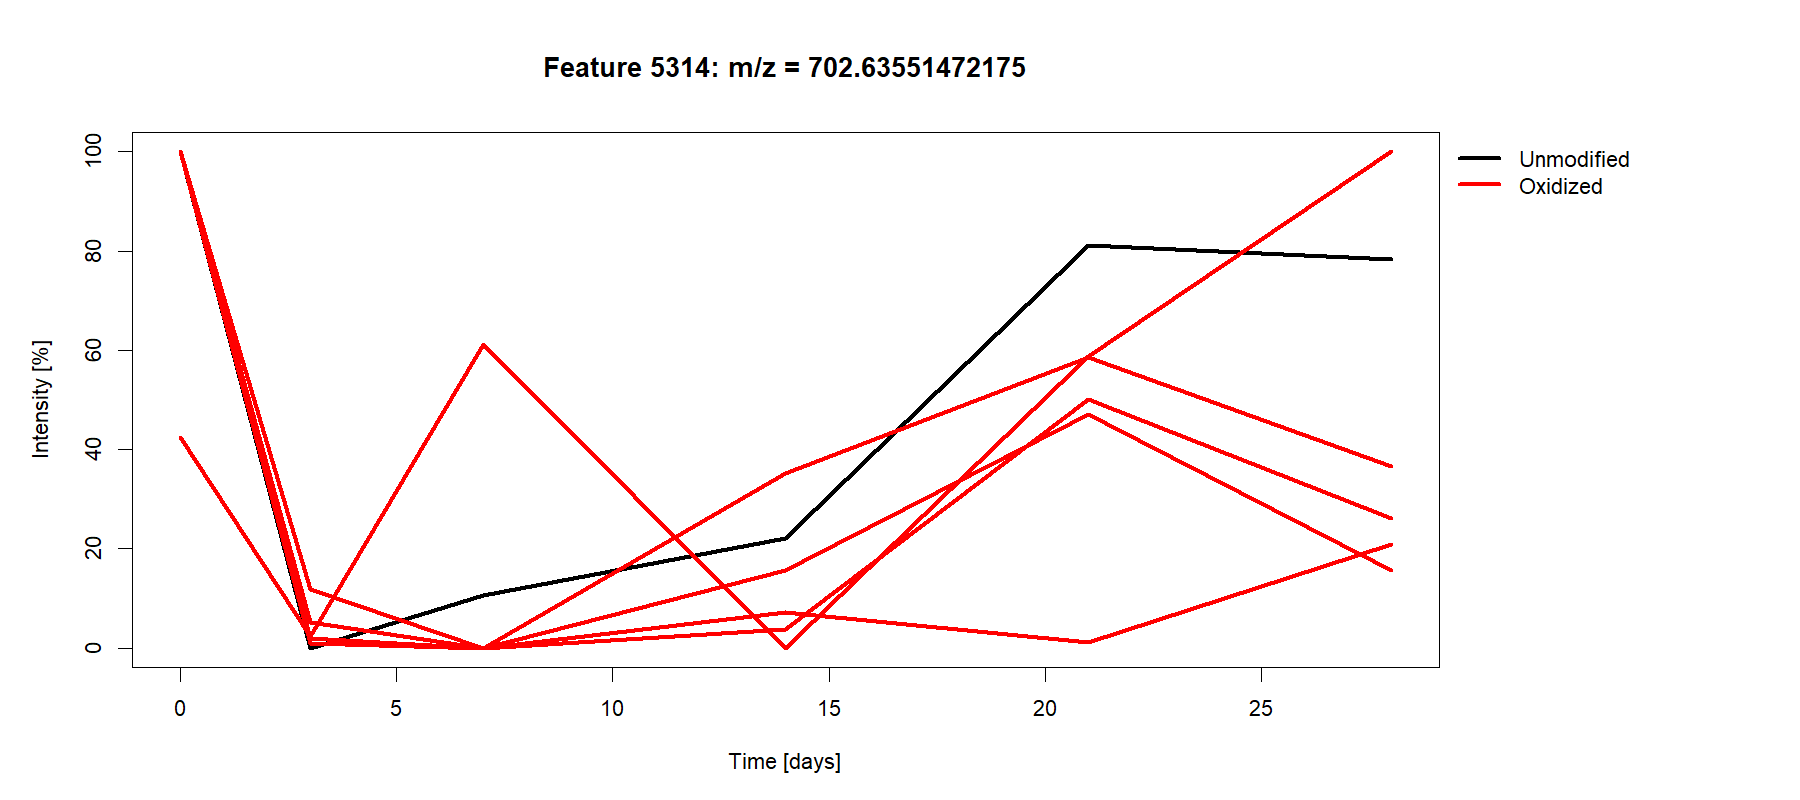 Feature 5314: m/z = 702.63551472175
Unmodified
Oxidized
Intensity [%]
100
80
60
40
20
0
0 5 10 15 20 25
Time [days]